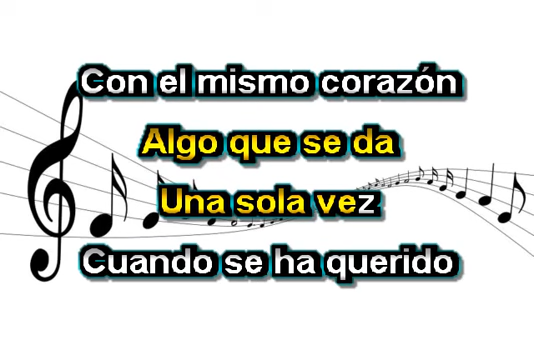 Con el mismo corazón
Algo que se da
Una sola vez
Cuando se ha querido